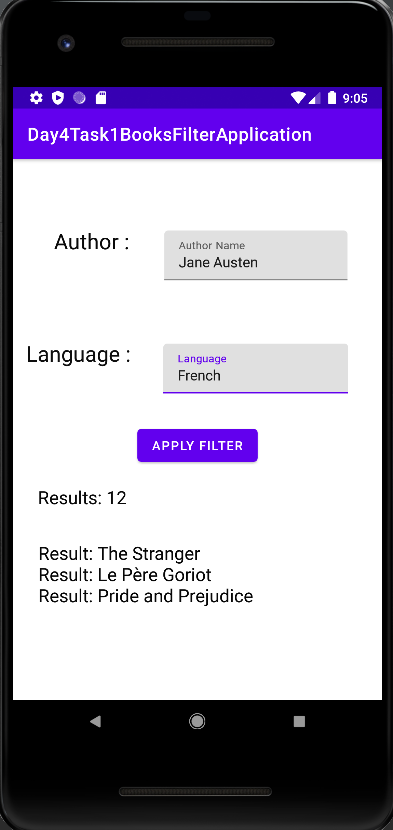 9:05
Day4Task1BooksFilterApplication
Author :
Author Name
Jane Austen
Language :
Language
French
APPLY FILTER
Results: 12
Result: The Stranger
Result: Le Père Goriot
Result: Pride and Prejudice